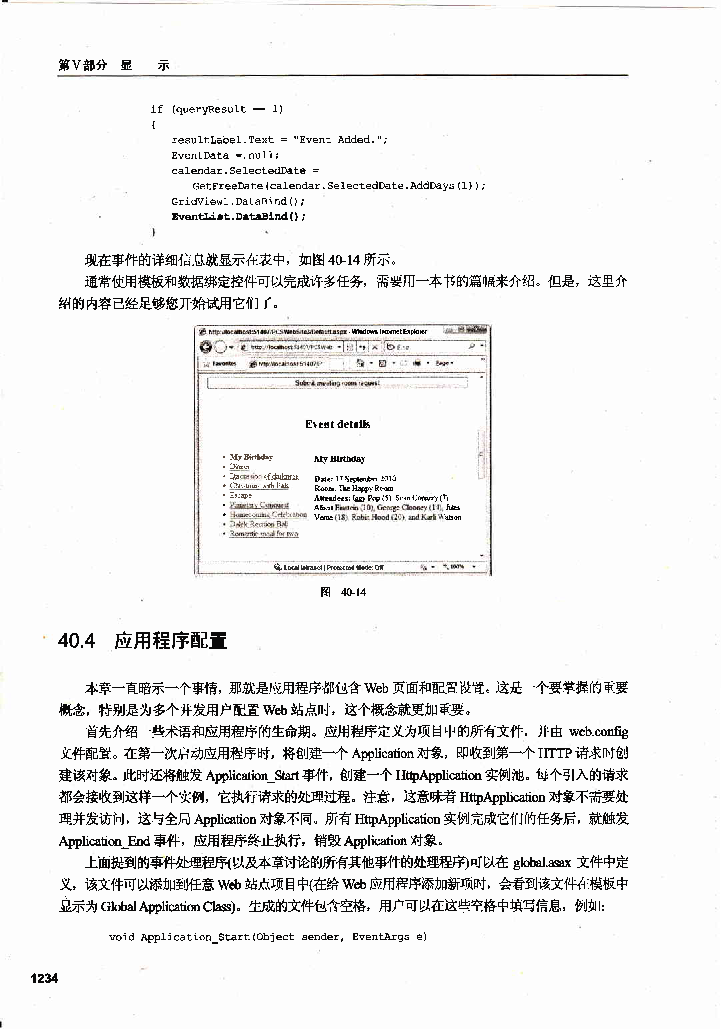 第V部分 显 示
if (queryResult == 1)
{
resultLabel.Text = "Event Added.";
EventData = null;
calendar.SelectedDate =
GetFreeDate(calendar.SelectedDate.AddDays(1));
GridView1.DataBind();
EventList.DataBind();
}
现在事件的详细信息就显示在表中，如图 40-14 所示。
通常使用模板和数据绑定控件可以完成许多任务，需要用一本书的篇幅来介绍。但是，这里介
绍的内容已经足够您开始试用它们了。
Windows Internet Explorer
Favorites
Page
Submit meeting room request
Event details
My Birthday
Dinner
Discussion of darkness
Christmas with Pals
Escape
Planetary Conquest
Homecoming Celebration
Dalek Reunion Ball
Romantic meal for two
My Birthday
Date: 17 September 2010
Room: The Happy Room
Attendees: Iggy Pop (5), Sean Connery (7),
Albert Einstein (10), George Clooney (14), Jules
Verne (18), Robin Hood (20), and Karl Watson
Local intranet | Protected Mode: Off
100%
图 40-14
40.4 应用程序配置
本章一直暗示一个事情，那就是应用程序都包含 Web 页面和配置设置。这是一个要掌握的重要
概念，特别是为多个并发用户配置 Web 站点时，这个概念就更加重要。
首先介绍一些术语和应用程序的生命期。应用程序定义为项目中的所有文件，并由 web.config
文件配置。在第一次启动应用程序时，将创建一个 Application 对象，即收到第一个 HTTP 请求时创
建该对象。此时还将触发 Application_Start 事件，创建一个 HttpApplication 实例池。每个引入的请求
都会接收到这样一个实例，它执行请求的处理过程。注意，这意味着 HttpApplication 对象不需要处
理并发访问，这与全局 Application 对象不同。所有 HttpApplication 实例完成它们的任务后，就触发
Application_End 事件，应用程序终止执行，销毁 Application 对象。
上面提到的事件处理程序(以及本章讨论的所有其他事件的处理程序)可以在 global.asax 文件中定
义，该文件可以添加到任意 Web 站点项目中(在给 Web 应用程序添加新项时，会看到该文件在模板中
显示为 Global Application Class)。生成的文件包含空格，用户可以在这些空格中填写信息，例如：
void Application_Start(Object sender, EventArgs e)
1234